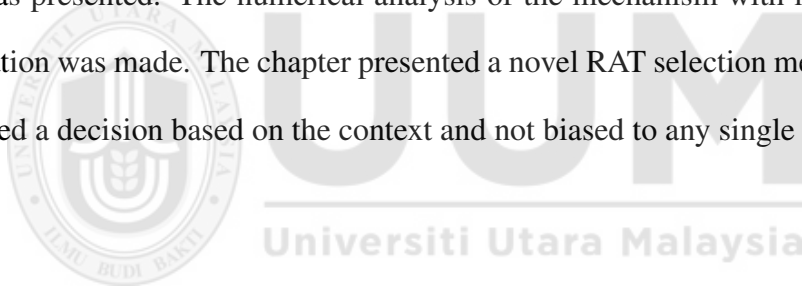 as presented. The numerical analysis of the mechanism with
tion was made. The chapter presented a novel RAT selection
ed a decision based on the context and not biased to any single
UUM
Universiti Utara Malaysia
UNIVERSITI UTARA MALAYSIA
ILMU BUDI BAKTI